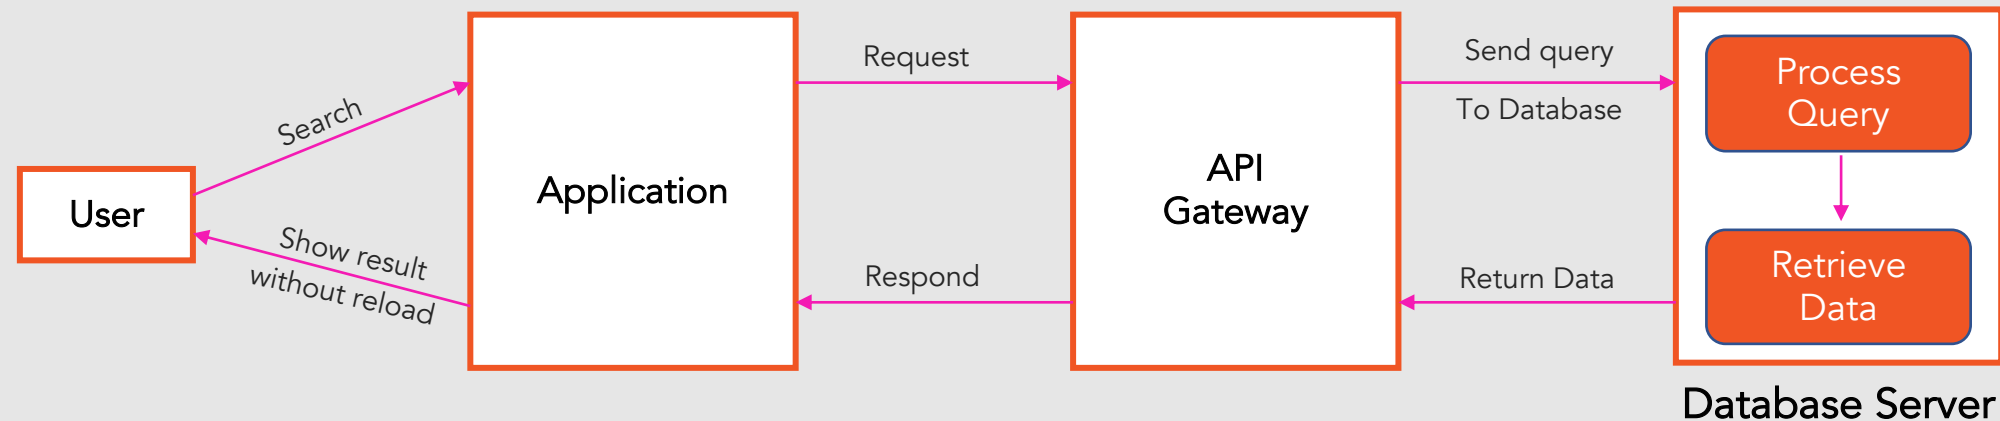 User
Search
Show result
without reload
Application
Request
Respond
API
Gateway
Send query
To Database
Return Data
Process
Query
Retrieve
Data
Database Server